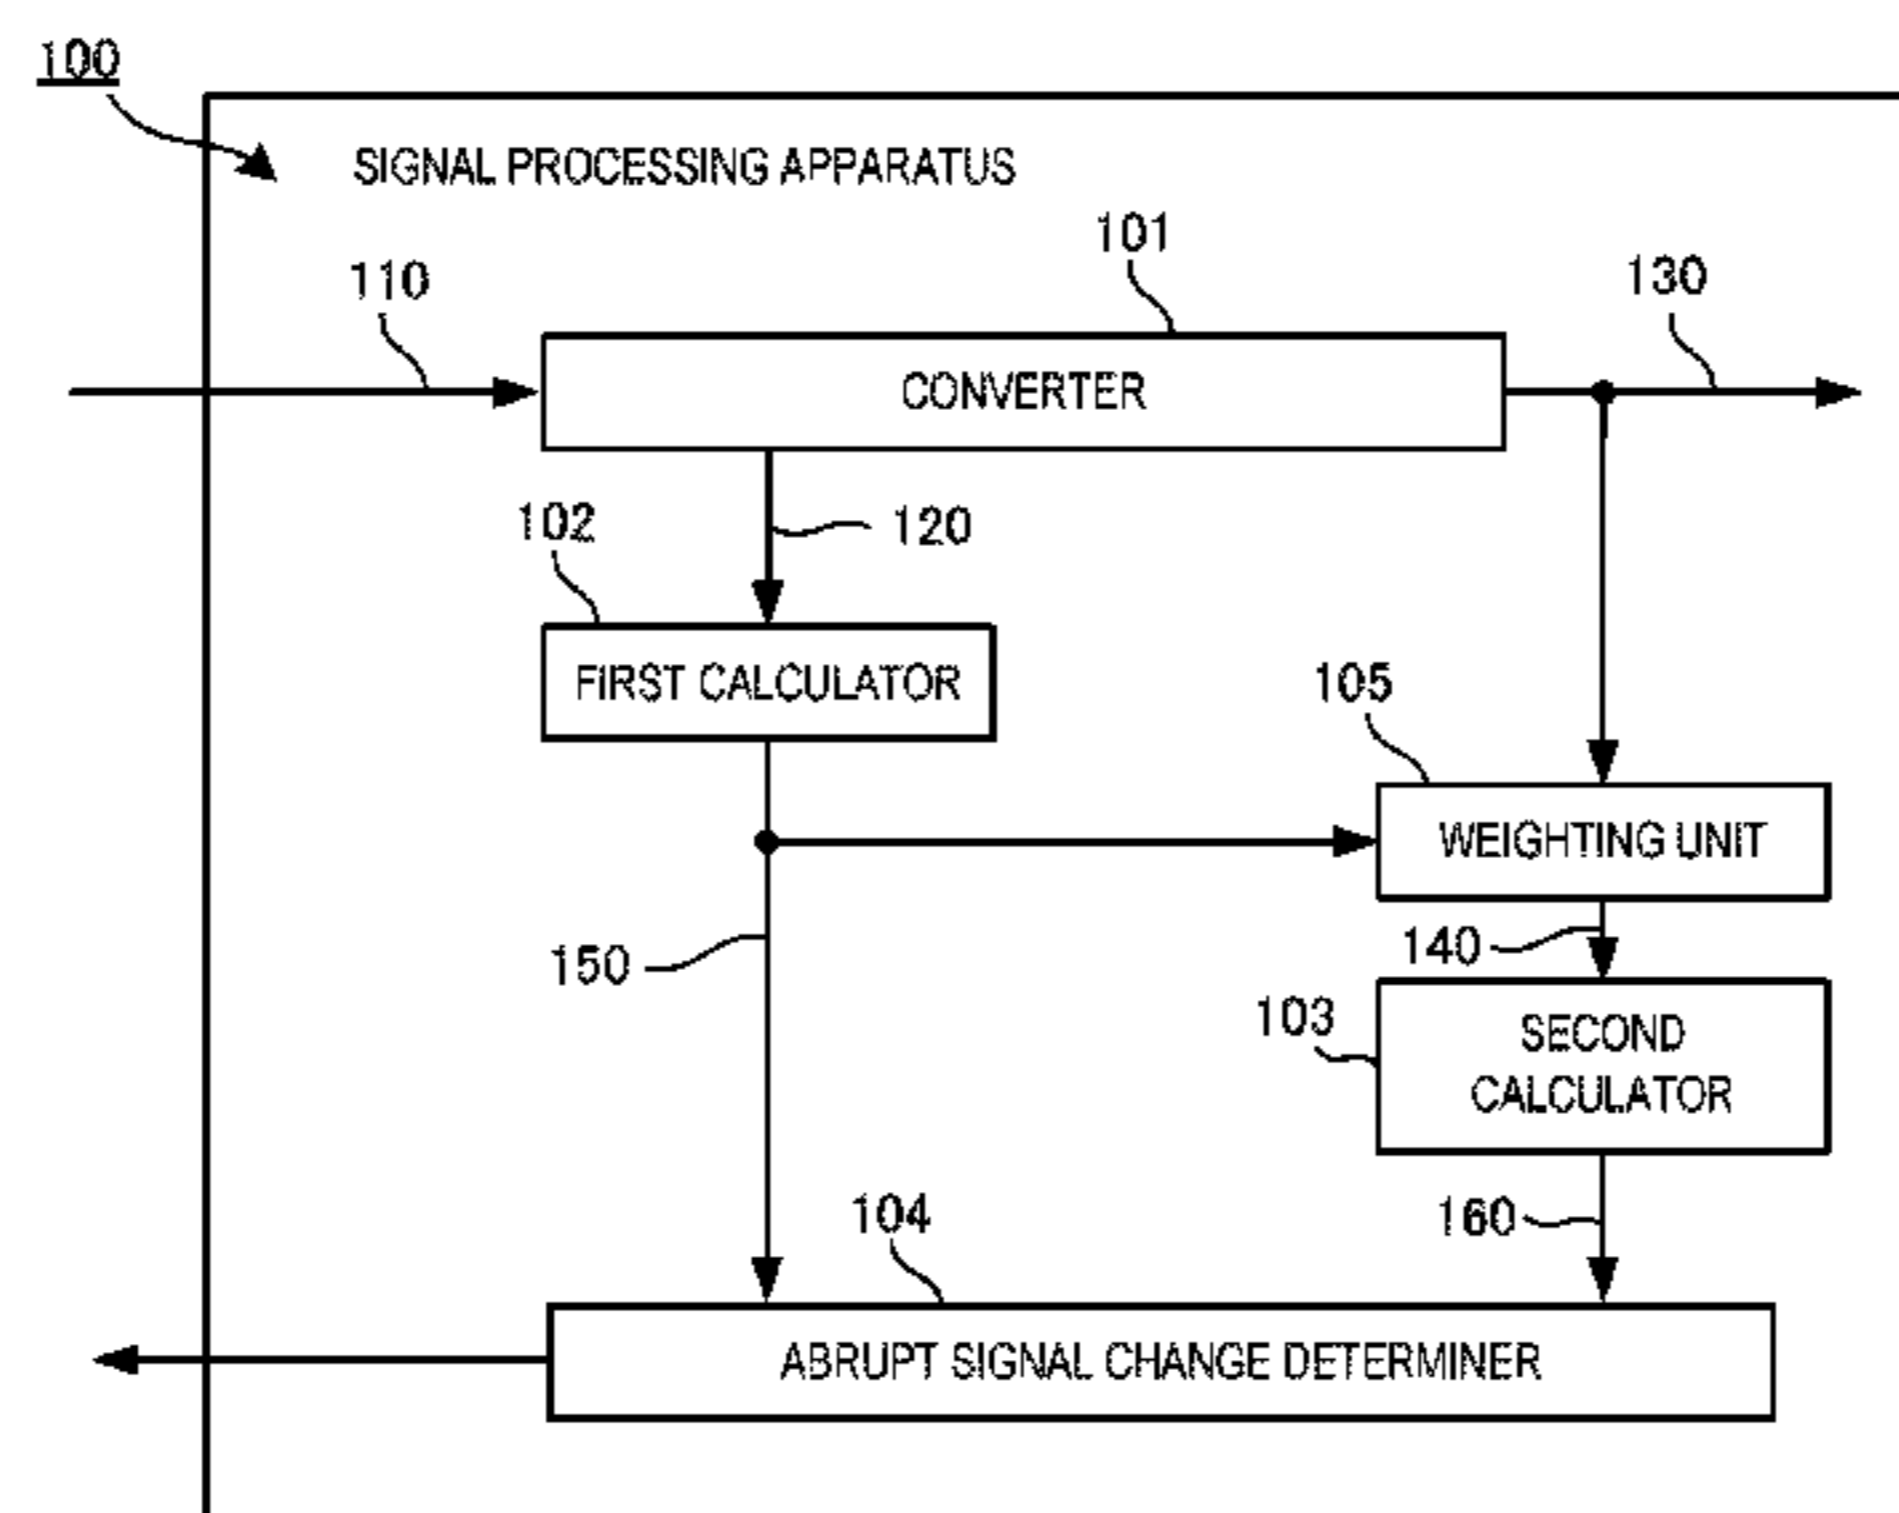 100
SIGNAL PROCESSING APPARATUS
101
110
130
CONVERTER
102
120
FIRST CALCULATOR
105
WEIGHTING UNIT
150
140
103
SECOND
CALCULATOR
104
160
ABRUPT SIGNAL CHANGE DETERMINER